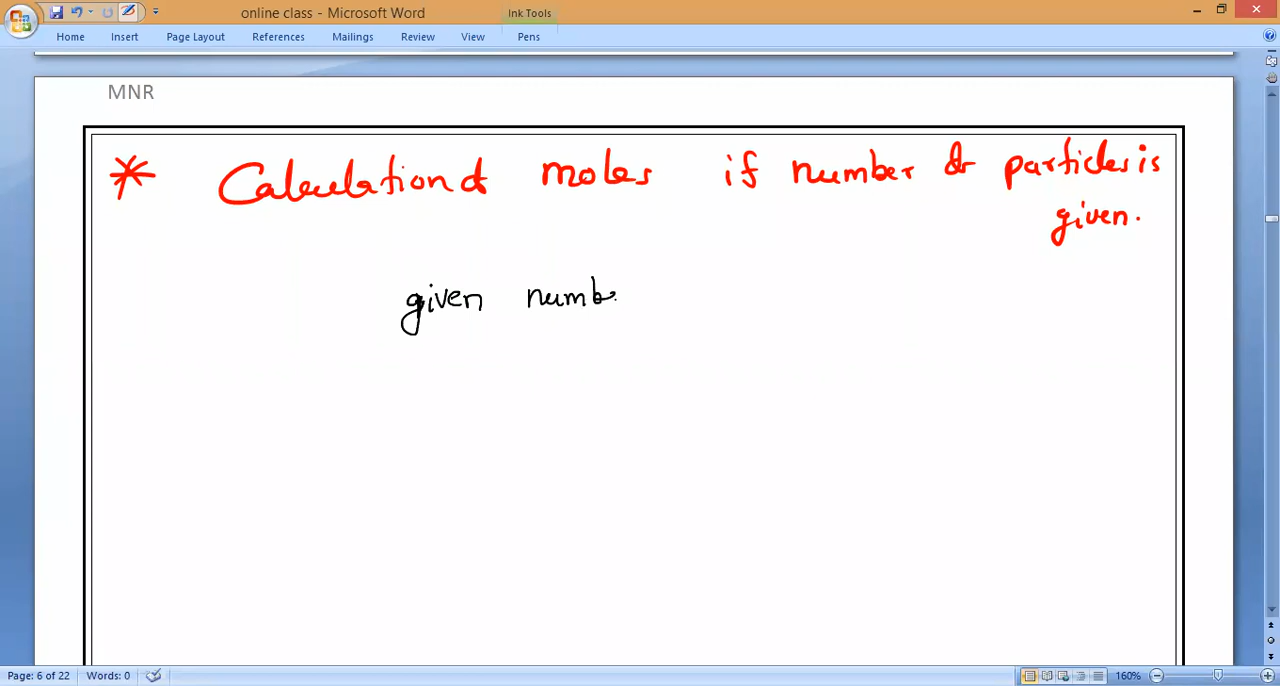 online class - Microsoft Word
Ink Tools
Home Insert Page Layout References Mailings Review View Pens
MNR
* Calculation of moles if number of particles is
given.
given numb
Page: 6 of 22 Words: 0 160%